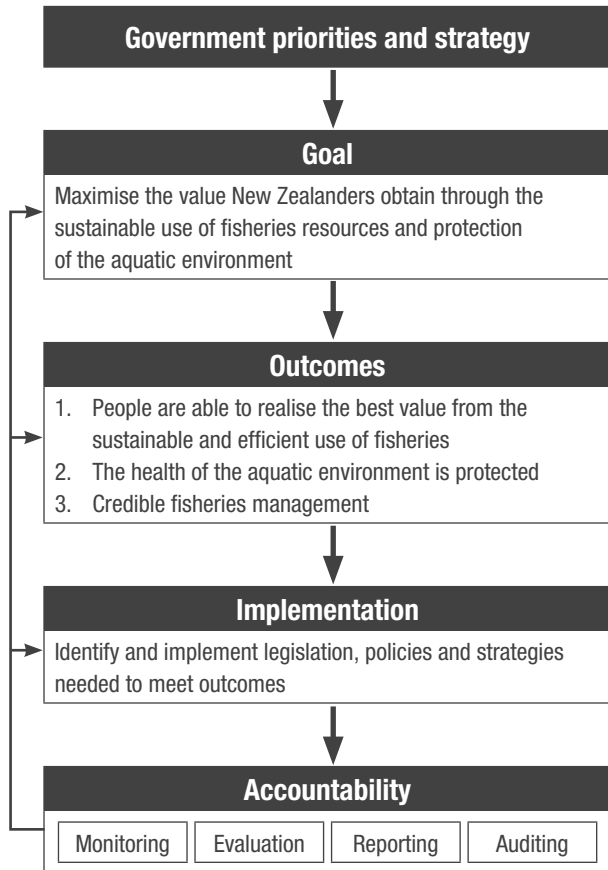 Government priorities and strategy
Goal
Maximise the value New Zealanders obtain through the
sustainable use of fisheries resources and protection
of the aquatic environment
Outcomes
1. People are able to realise the best value from the
sustainable and efficient use of fisheries
2. The health of the aquatic environment is protected
3. Credible fisheries management
Implementation
Identify and implement legislation, policies and strategies
needed to meet outcomes
Accountability
Monitoring Evaluation Reporting Auditing